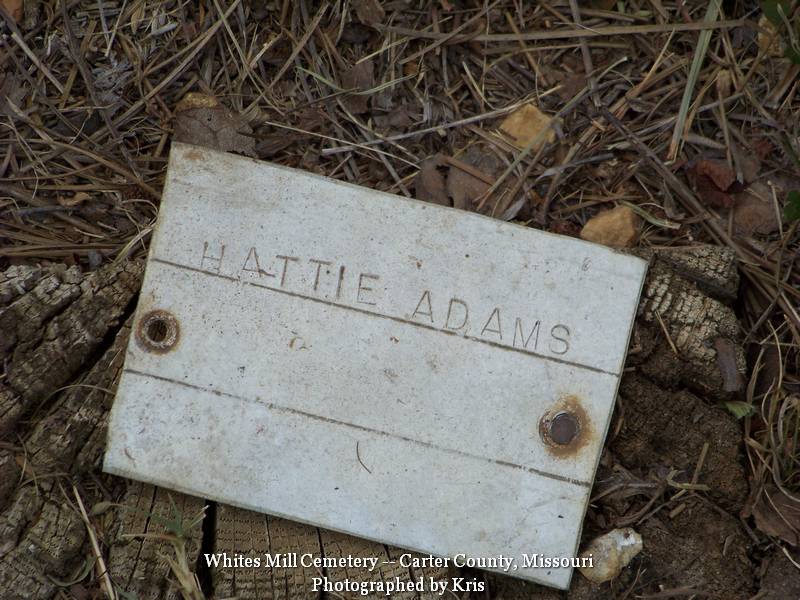 HATTIE ADAMS
Whites Mill Cemetery -- Carter County, Missouri
Photographed by Kris